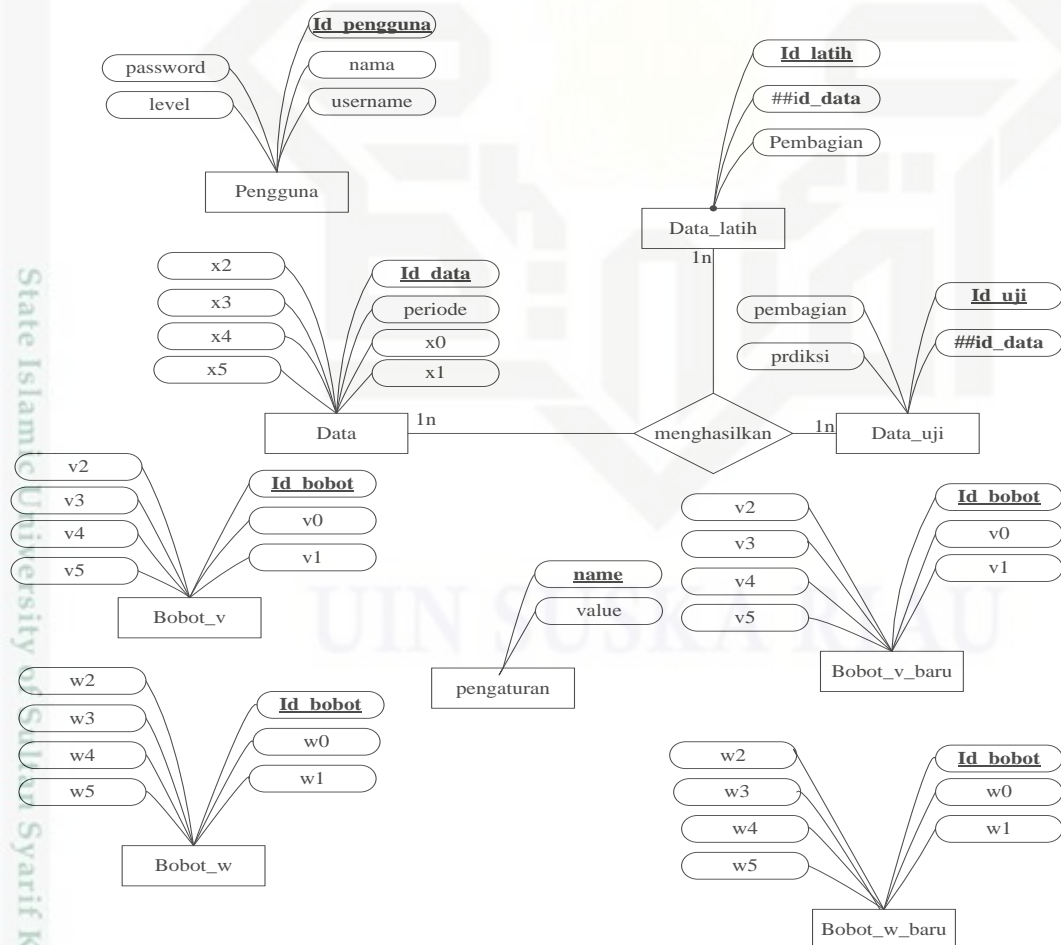 Id_pengguna
password
nama
level
username
Pengguna
Id_latih
##id_data
Pembagian
Data_latih
1n
x2
Id_data
x3
periode
x4
x0
x5
x1
Data
1n
menghasilkan
1n
pembagian
Id_uji
prdiksi
##id_data
Data_uji
v2
Id_bobot
v3
v0
v4
v1
v5
Bobot_v
name
value
pengaturan
v2
Id_bobot
v3
v0
v4
v1
v5
Bobot_v_baru
w2
Id_bobot
w3
w0
w4
w1
w5
Bobot_w
w2
Id_bobot
w3
w0
w4
w1
w5
Bobot_w_baru
State Islamic University of Sultan Syarif K
UIN SUSKA RIAU